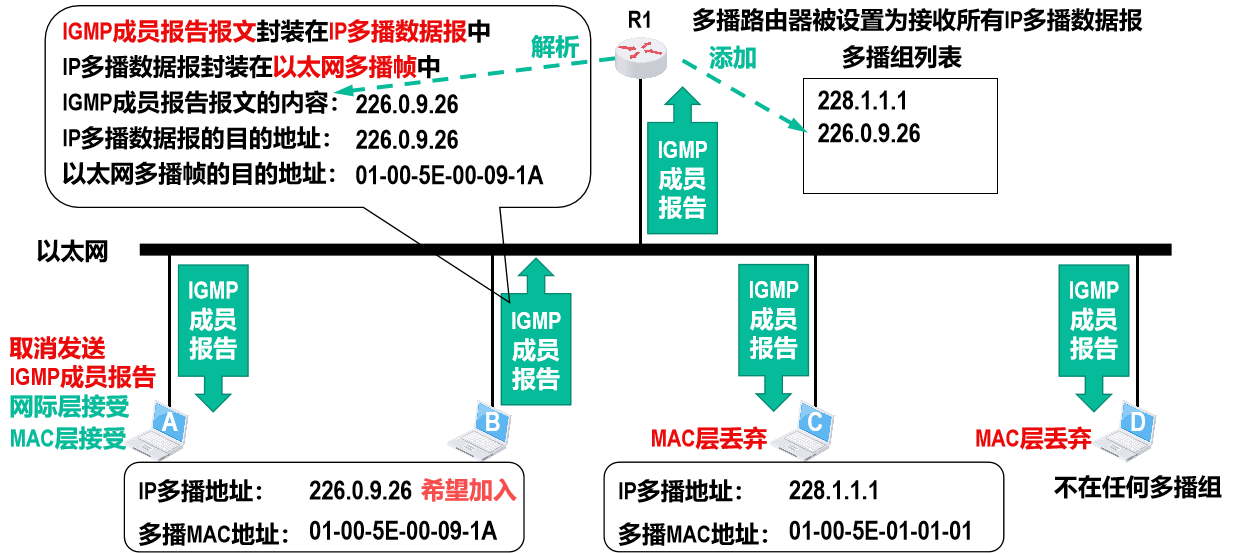 IGMP成员报告报文封装在IP多播数据报中
IP多播数据报封装在以太网多播帧中
IGMP成员报告报文的内容： 226.0.9.26
IP多播数据报的目的地址： 226.0.9.26
以太网多播帧的目的地址： 01-00-5E-00-09-1A
解析
R1
多播路由器被设置为接收所有IP多播数据报
添加
多播组列表
228.1.1.1
226.0.9.26
IGMP
成员
报告
以太网
IGMP
成员
报告
IGMP
成员
报告
IGMP
成员
报告
IGMP
成员
报告
取消发送
IGMP成员报告
网际层接受
MAC层接受
A
B
MAC层丢弃
C
MAC层丢弃
D
IP多播地址： 226.0.9.26 希望加入
多播MAC地址： 01-00-5E-00-09-1A
IP多播地址： 228.1.1.1
多播MAC地址： 01-00-5E-01-01-01
不在任何多播组